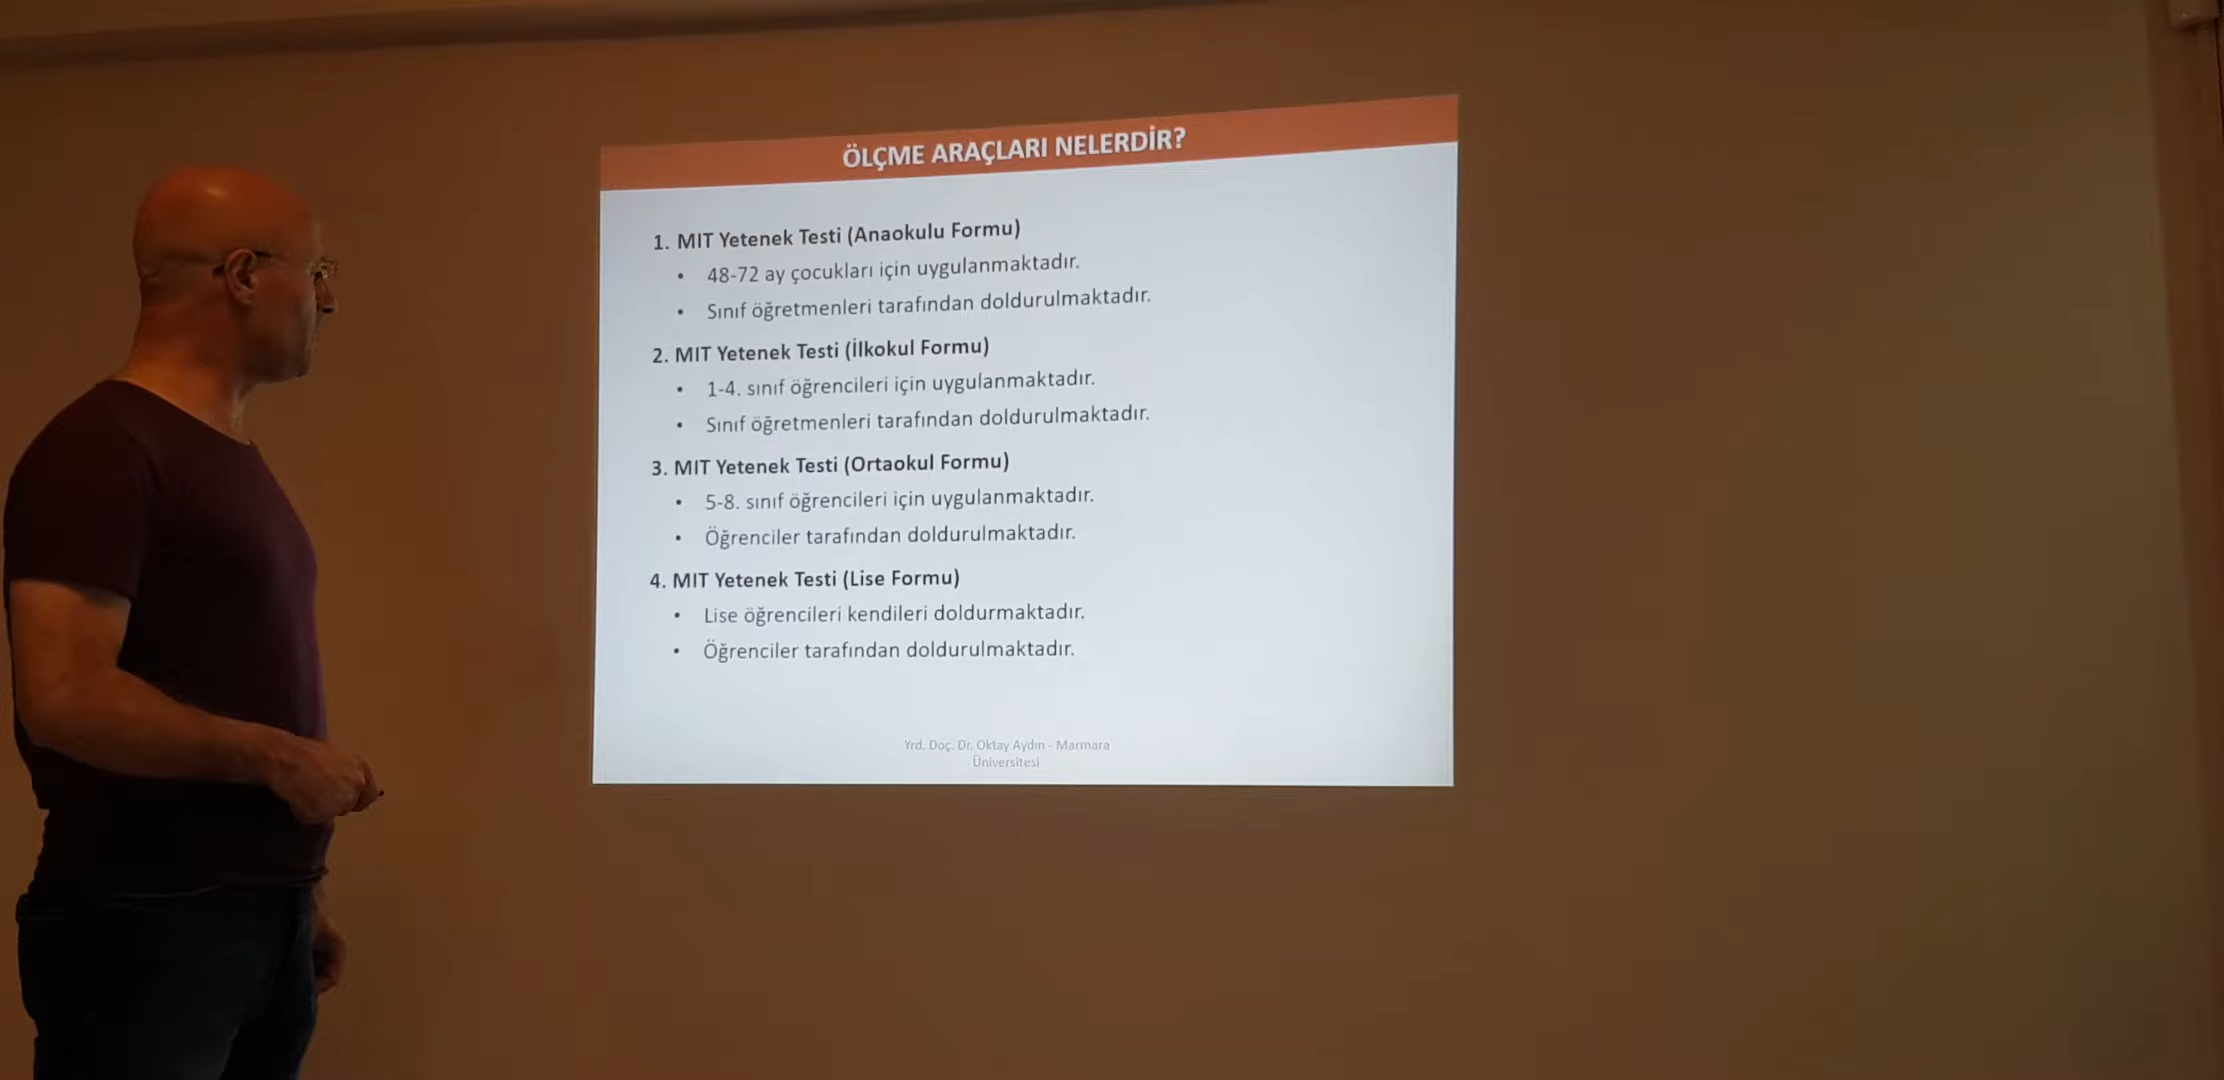 ÖLÇME ARAÇLARI NELERDİR?
1. MIT Yetenek Testi (Anaokulu Formu)
• 48-72 ay çocukları için uygulanmaktadır.
• Sınıf öğretmenleri tarafından doldurulmaktadır.
2. MIT Yetenek Testi (İlkokul Formu)
• 1-4. sınıf öğrencileri için uygulanmaktadır.
• Sınıf öğretmenleri tarafından doldurulmaktadır.
3. MIT Yetenek Testi (Ortaokul Formu)
• 5-8. sınıf öğrencileri için uygulanmaktadır.
• Öğrenciler tarafından doldurulmaktadır.
4. MIT Yetenek Testi (Lise Formu)
• Lise öğrencileri kendileri doldurmaktadır.
• Öğrenciler tarafından doldurulmaktadır.
Yrd. Doç. Dr. Oktay Aydın - Marmara
Üniversitesi